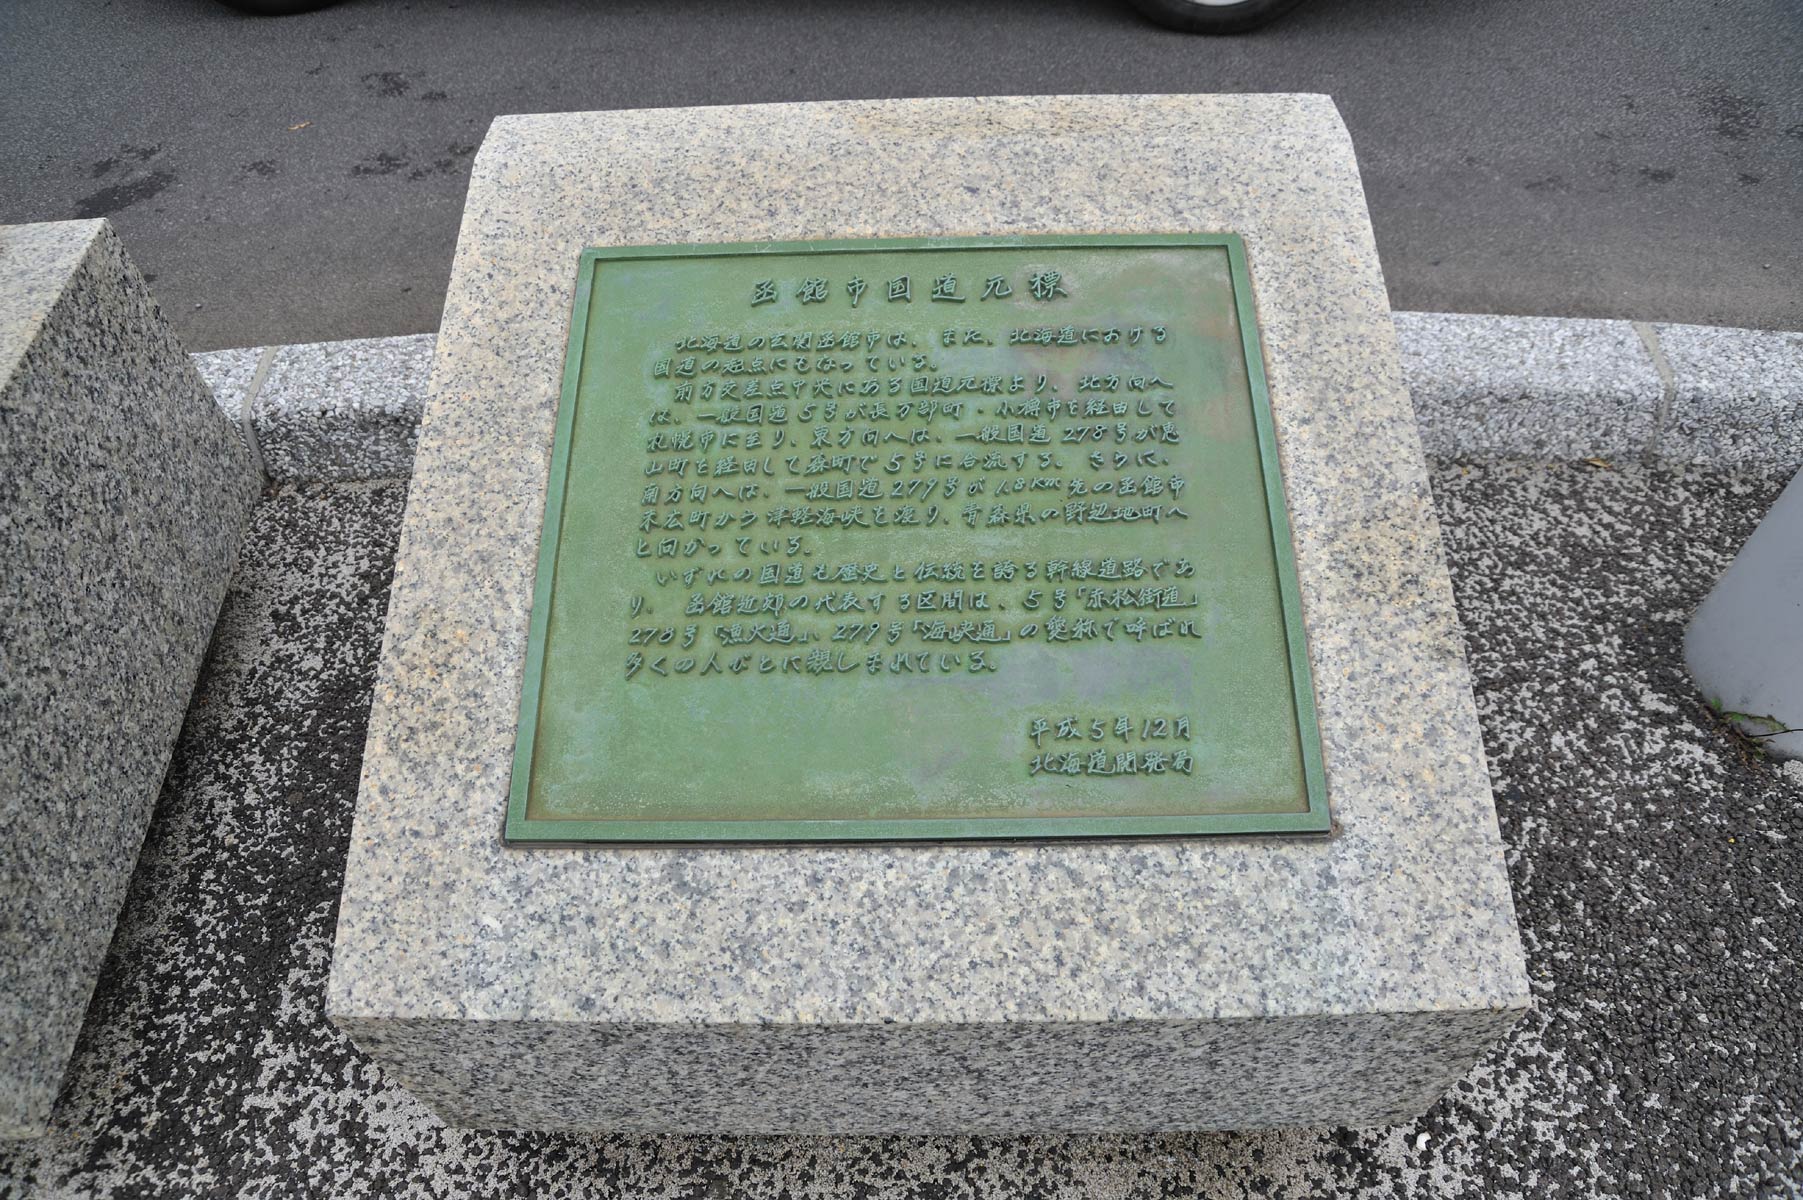 函館市国道元標
北海道の玄関函館市は、また、北海道における
国道の起点にもなっている。
前方交差点中央にある国道元標より、北方向へ
は、一般国道5号が長万部町・小樽市を経由して
札幌市に至り、東方向へは、一般国道278号が恵
山町を経由して森町で5号に合流する。さらに、
南方向へは、一般国道279号が1.8km先の函館市
末広町から津軽海峡を渡り、青森県の野辺地町へ
と向かっている。
いずれの国道も歴史と伝統を誇る幹線道路であ
り、函館近郊の代表する区間は、5号「赤松街道」
278号「漁火通」、279号「海峡通」の愛称で呼ばれ
多くの人びとに親しまれている。
平成5年12月
北海道開発局